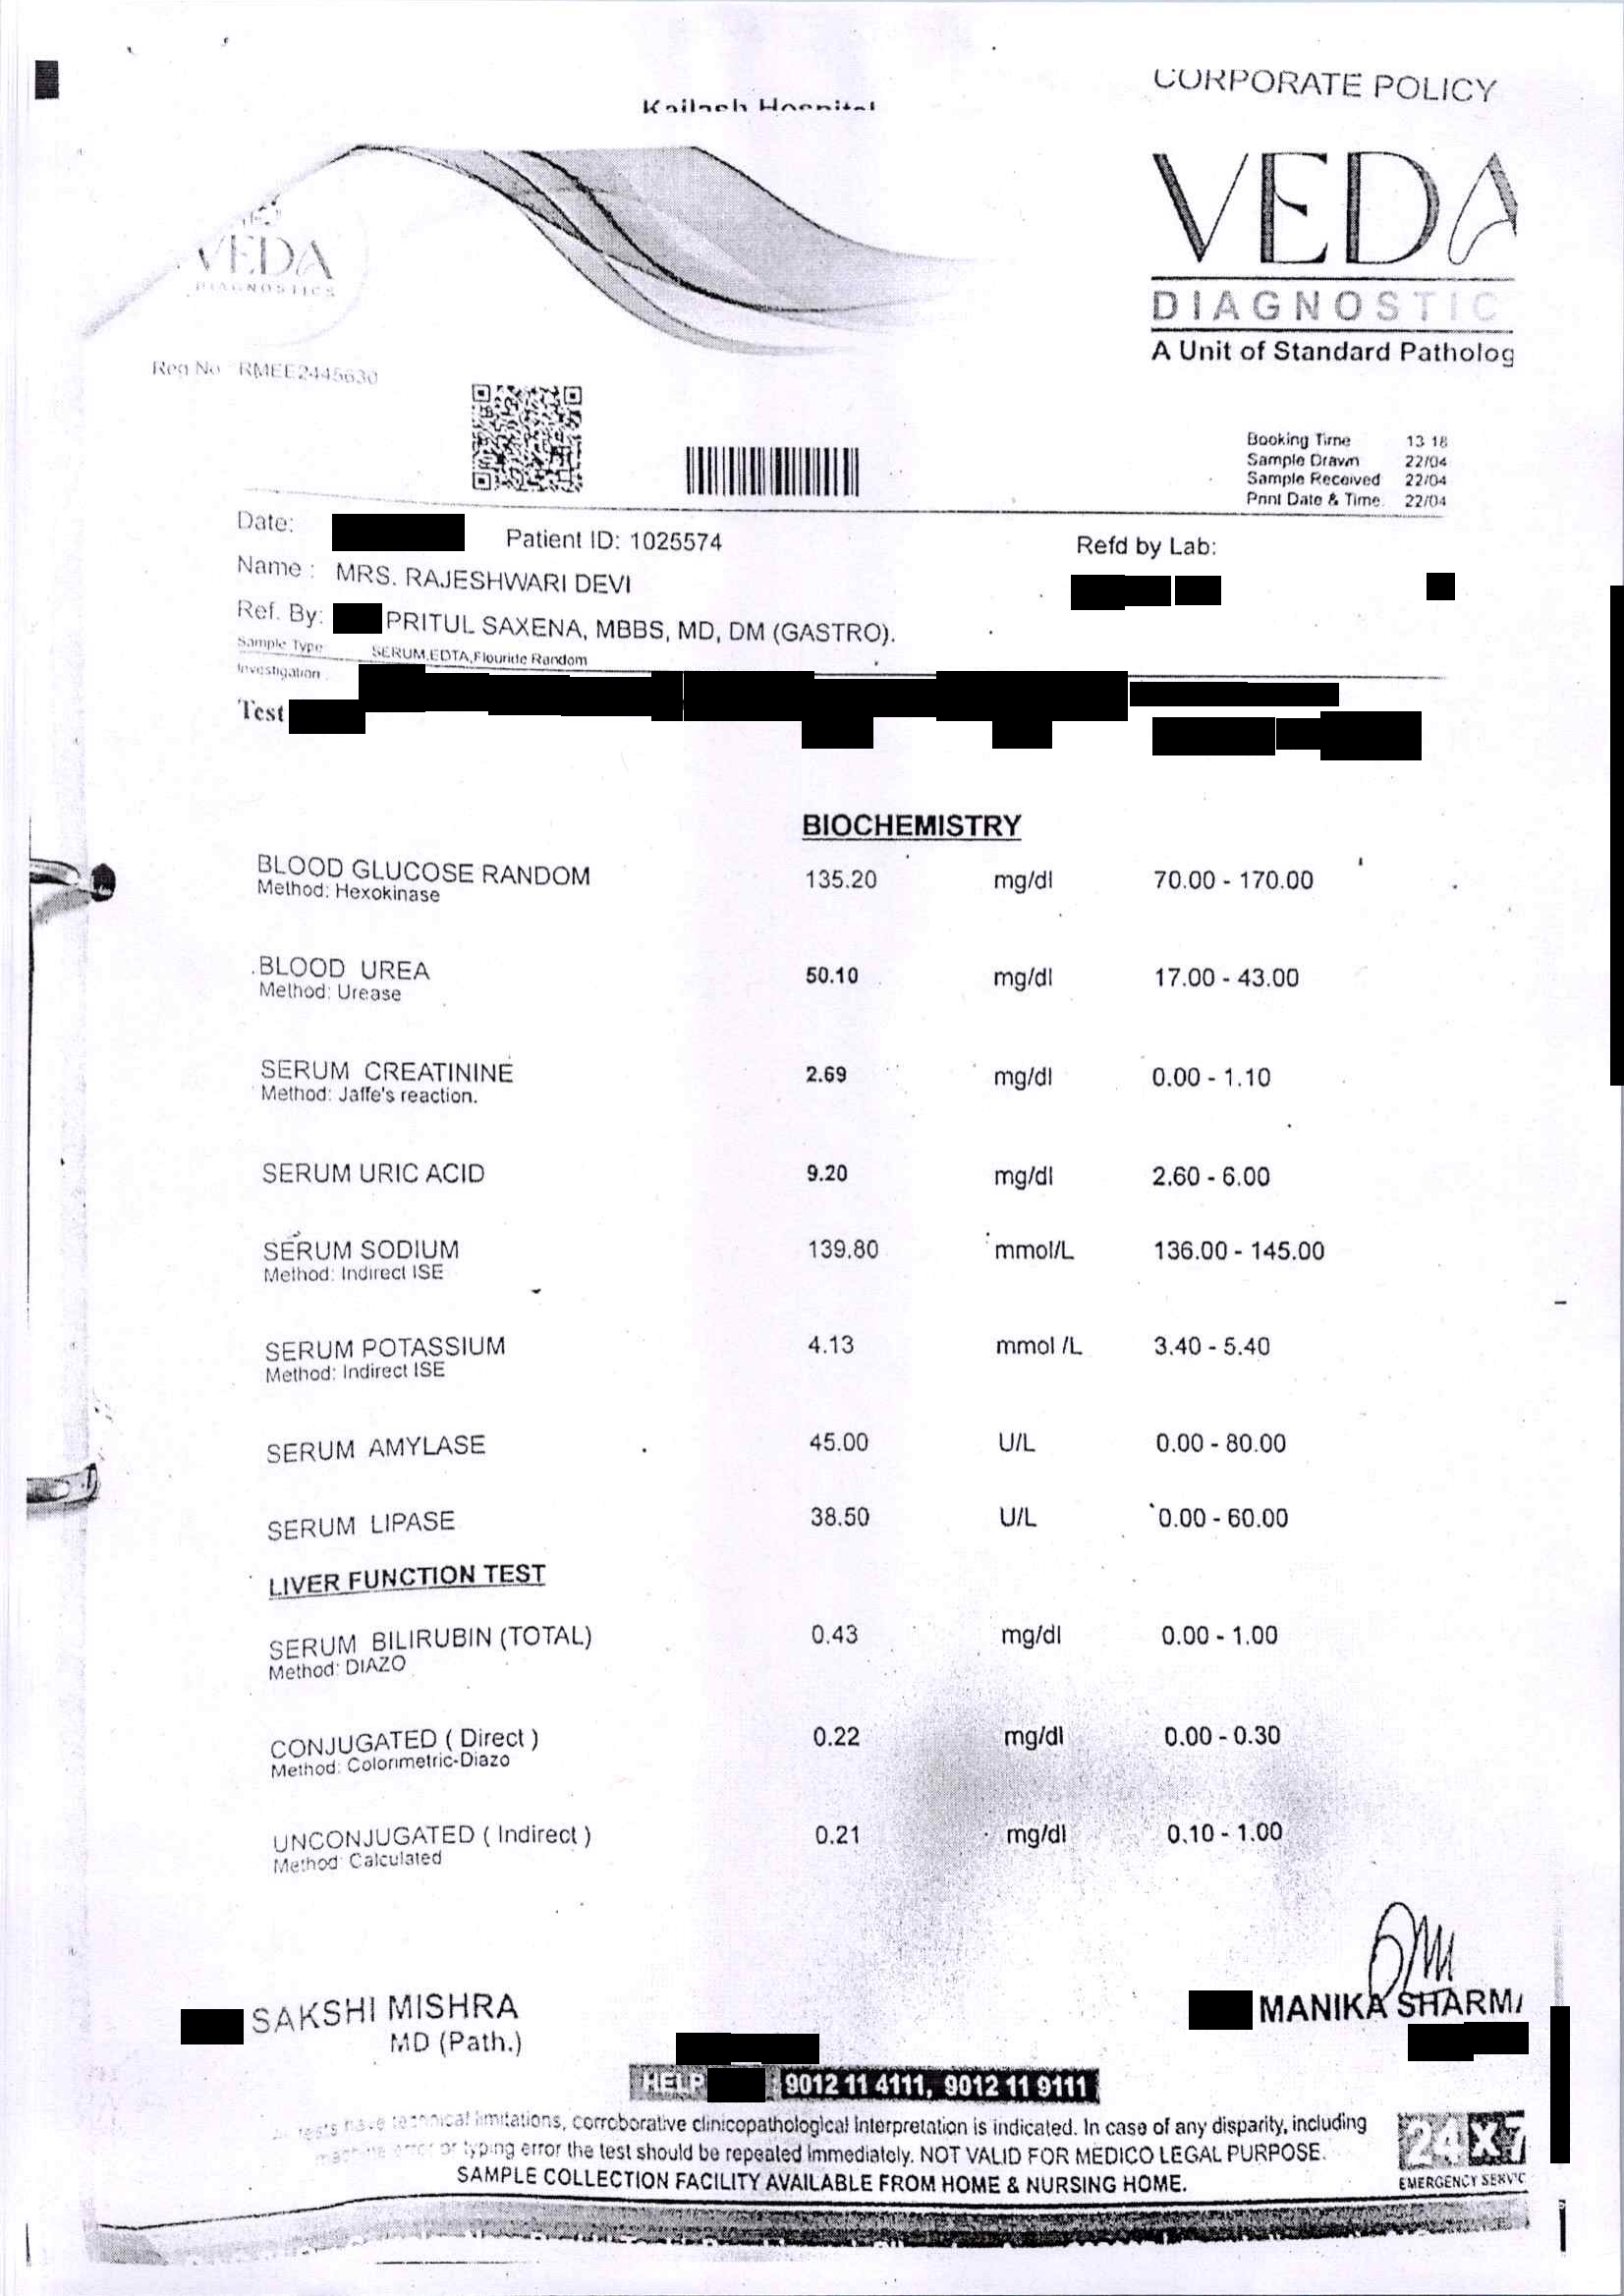 CORPORATE POLICY
Kailash Hospital
VEDA
DIAGNOSTICS
VEDA
DIAGNOSTIC
A Unit of Standard Patholog
Reg No RMEE2445630
Booking Time 13 18
Sample Drawn 22/04
Sample Received 22/04
Print Date & Time. 22/04
Date: Patient ID: 1025574 Refd by Lab:
Name : MRS. RAJESHWARI DEVI
Ref. By: PRITUL SAXENA, MBBS, MD, DM (GASTRO).
Sample Type SERUM,EDTA,Flouride Random
Investigation
Test
BIOCHEMISTRY
BLOOD GLUCOSE RANDOM 135.20 mg/dl 70.00 - 170.00
Method: Hexokinase
BLOOD UREA 50.10 mg/dl 17.00 - 43.00
Method: Urease
SERUM CREATININE 2.69 mg/dl 0.00 - 1.10
Method: Jaffe's reaction.
SERUM URIC ACID 9.20 mg/dl 2.60 - 6.00
SERUM SODIUM 139.80 mmol/L 136.00 - 145.00
Method: Indirect ISE
SERUM POTASSIUM 4.13 mmol /L 3.40 - 5.40
Method: Indirect ISE
SERUM AMYLASE 45.00 U/L 0.00 - 80.00
SERUM LIPASE 38.50 U/L 0.00 - 60.00
LIVER FUNCTION TEST
SERUM BILIRUBIN (TOTAL) 0.43 mg/dl 0.00 - 1.00
Method: DIAZO
CONJUGATED ( Direct ) 0.22 mg/dl 0.00 - 0.30
Method: Colorimetric-Diazo
UNCONJUGATED ( Indirect ) 0.21 mg/dl 0.10 - 1.00
Method: Calculated
SAKSHI MISHRA MANIKA SHARMA
MD (Path.)
HELP 9012 11 4111, 9012 11 9111
tests have technical limitations, corroborative clinicopathological interpretation is indicated. In case of any disparity, including
machine error or typing error the test should be repeated immediately. NOT VALID FOR MEDICO LEGAL PURPOSE.
SAMPLE COLLECTION FACILITY AVAILABLE FROM HOME & NURSING HOME.
24X7
EMERGENCY SERVIC